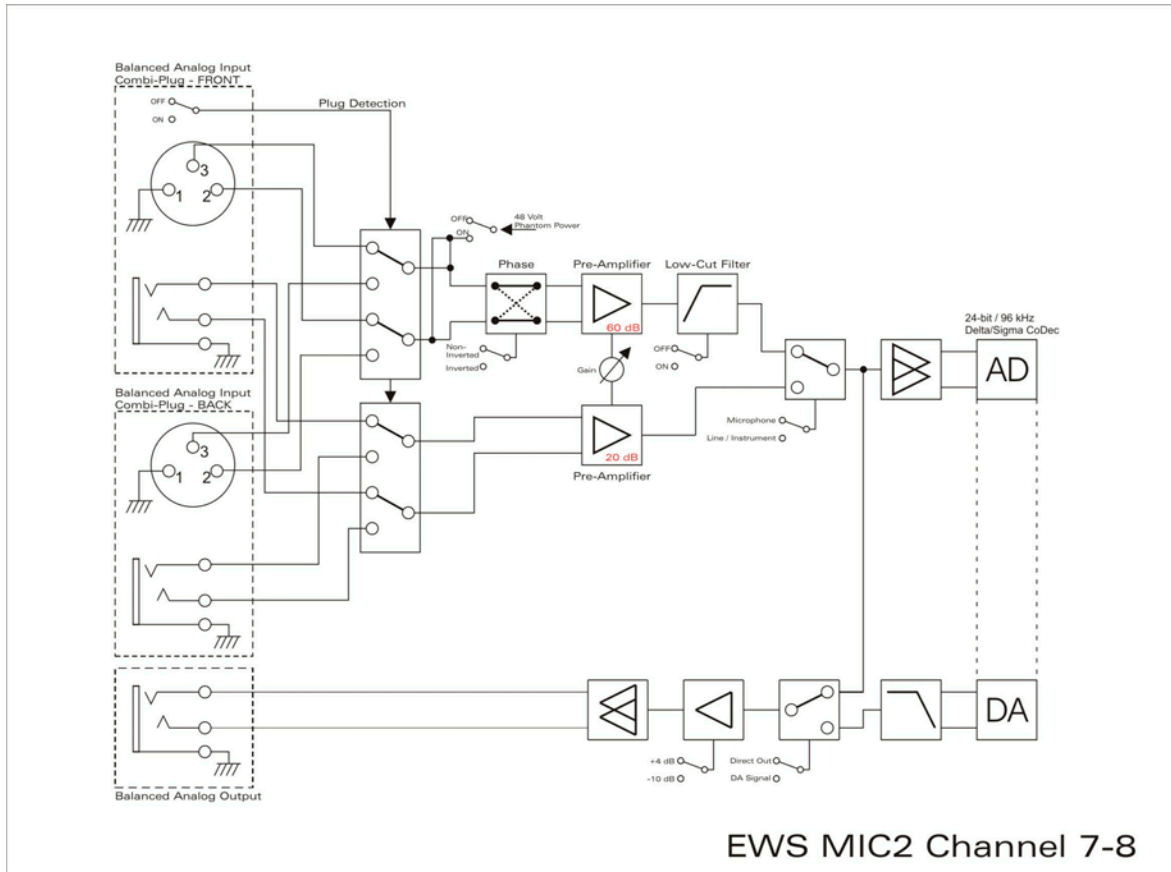 Balanced Analog Input
Combi-Plug - FRONT
OFF
ON
Plug Detection
3
1
2
OFF
ON
48 Volt
Phantom Power
Phase
Pre-Amplifier
Low-Cut Filter
60 dB
Non-
Inverted
Inverted
Gain
OFF
ON
24-bit / 96 kHz
Delta/Sigma CoDec
AD
Balanced Analog Input
Combi-Plug - BACK
3
1
2
20 dB
Pre-Amplifier
Microphone
Line / Instrument
DA
+4 dB
-10 dB
Direct Out
DA Signal
Balanced Analog Output
EWS MIC2 Channel 7-8